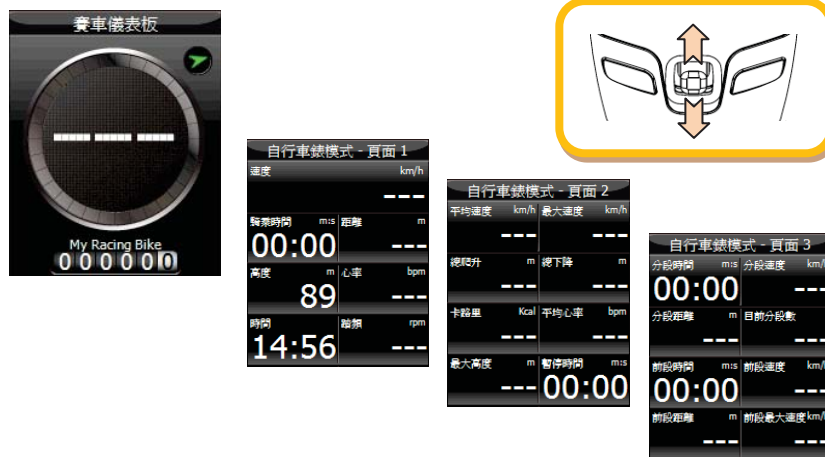 賽車儀表板
--- --- ---
My Racing Bike
000000
自行車錶模式 - 頁面 1
速度 km/h
---
騎乘時間 m:s 距離 m
00:00 ---
高度 m 心率 bpm
89 ---
時間 踏頻 rpm
14:56 ---
自行車錶模式 - 頁面 2
平均速度 km/h 最大速度 km/h
--- ---
總爬升 m 總下降 m
--- ---
卡路里 Kcal 平均心率 bpm
--- ---
最大高度 m 暫停時間 m:s
--- 00:00
自行車錶模式 - 頁面 3
分段時間 m:s 分段速度 km/h
00:00 ---
分段距離 m 目前分段數
--- ---
前段時間 m:s 前段速度 km/h
00:00 ---
前段距離 m 前段最大速度 km/h
--- ---